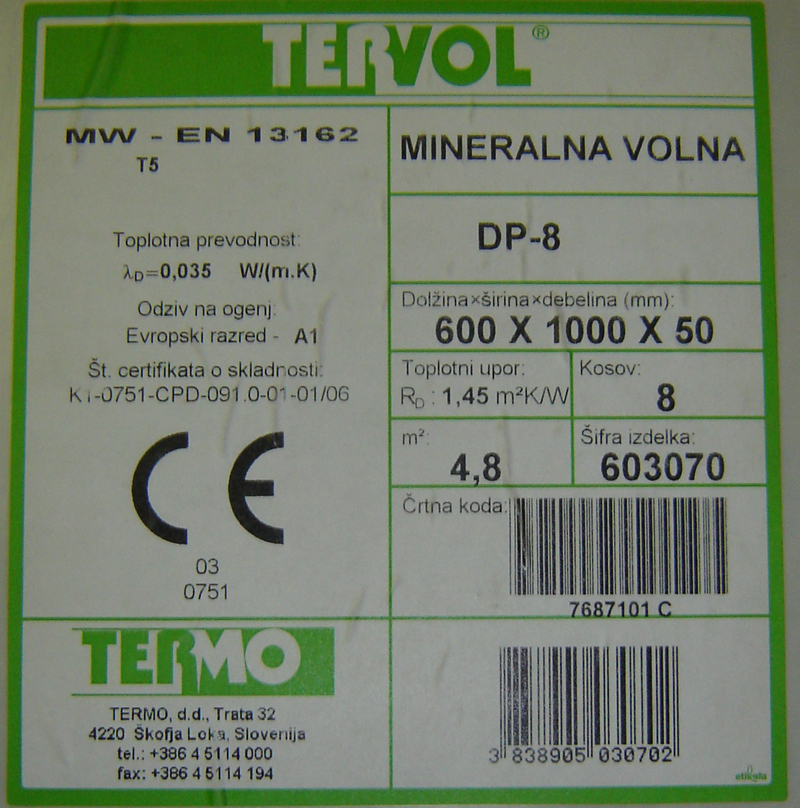 TERVOL®
MW - EN 13162
T5
Toplotna prevodnost:
λD=0,035 W/(m.K)
Odziv na ogenj:
Evropski razred - A1
Št. certifikata o skladnosti:
K1-0751-CPD-091.0-01-01/06
CE
03
0751
MINERALNA VOLNA
DP-8
Dolžina×širina×debelina (mm):
600 X 1000 X 50
Toplotni upor:
RD : 1,45 m²K/W
Kosov:
8
m²:
4,8
Šifra izdelka:
603070
Črtna koda:
7687101 C
TERMO
TERMO, d.d., Trata 32
4220 Škofja Loka, Slovenija
tel.: +386 4 5114 000
fax: +386 4 5114 194
3 838905 030702
etiketa